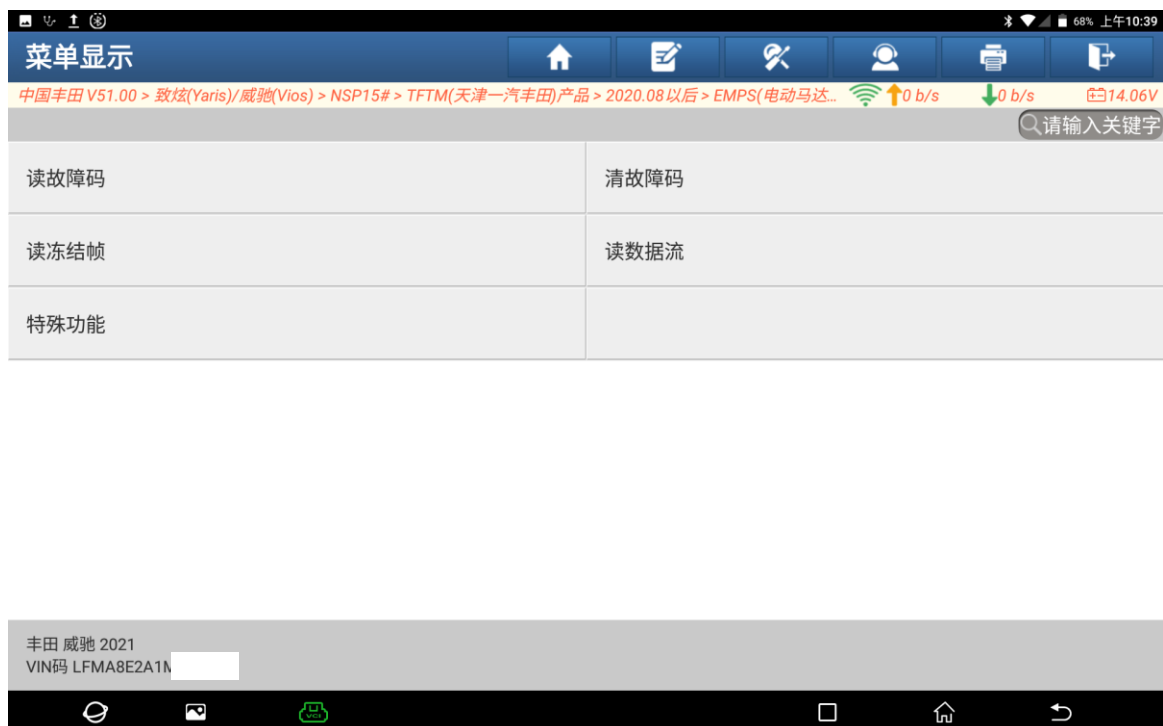 68% 上午10:39
菜单显示
中国丰田 V51.00 > 致炫(Yaris)/威驰(Vios) > NSP15# > TFTM(天津一汽丰田)产品 > 2020.08以后 > EMPS(电动马达... 0 b/s 0 b/s 14.06V
请输入关键字
读故障码 清故障码
读冻结帧 读数据流
特殊功能
丰田 威驰 2021
VIN码 LFMA8E2A1M
VCI